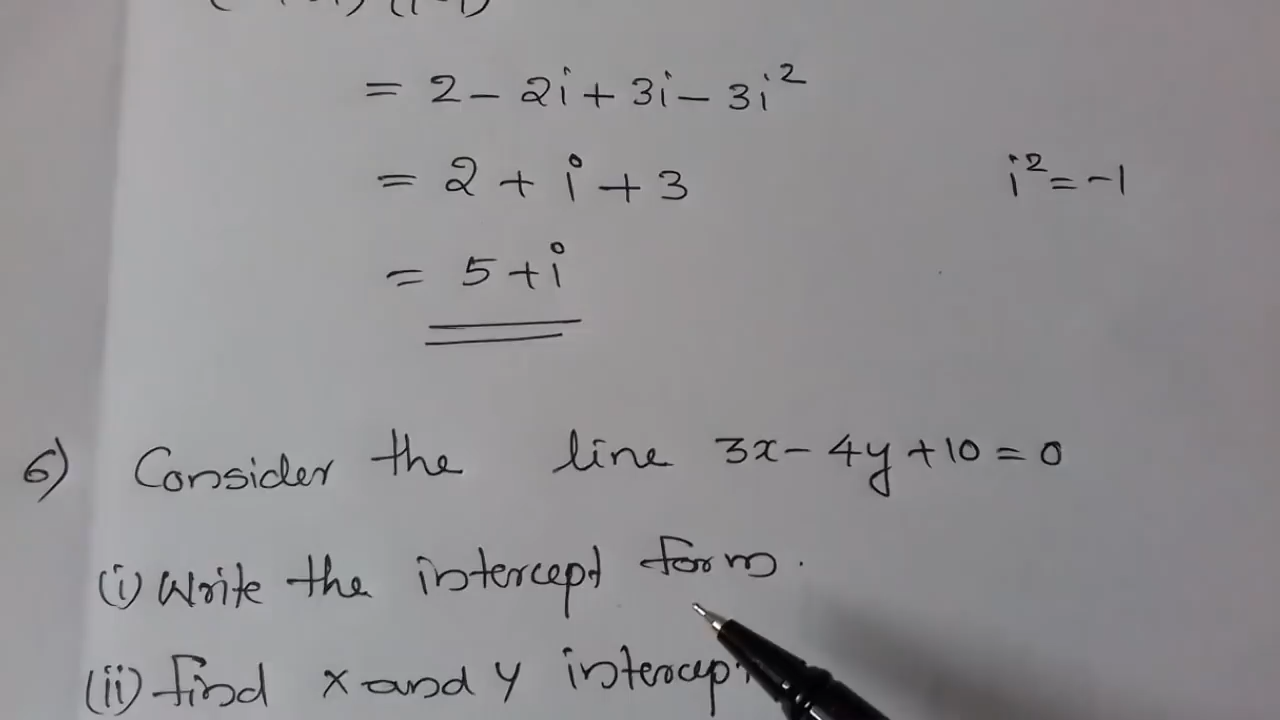 = 2 - 2i + 3i - 3i²
= 2 + i + 3
i² = -1
= 5 + i
6) Consider the line 3x - 4y + 10 = 0
(i) Write the intercept form.
(ii) find x and y